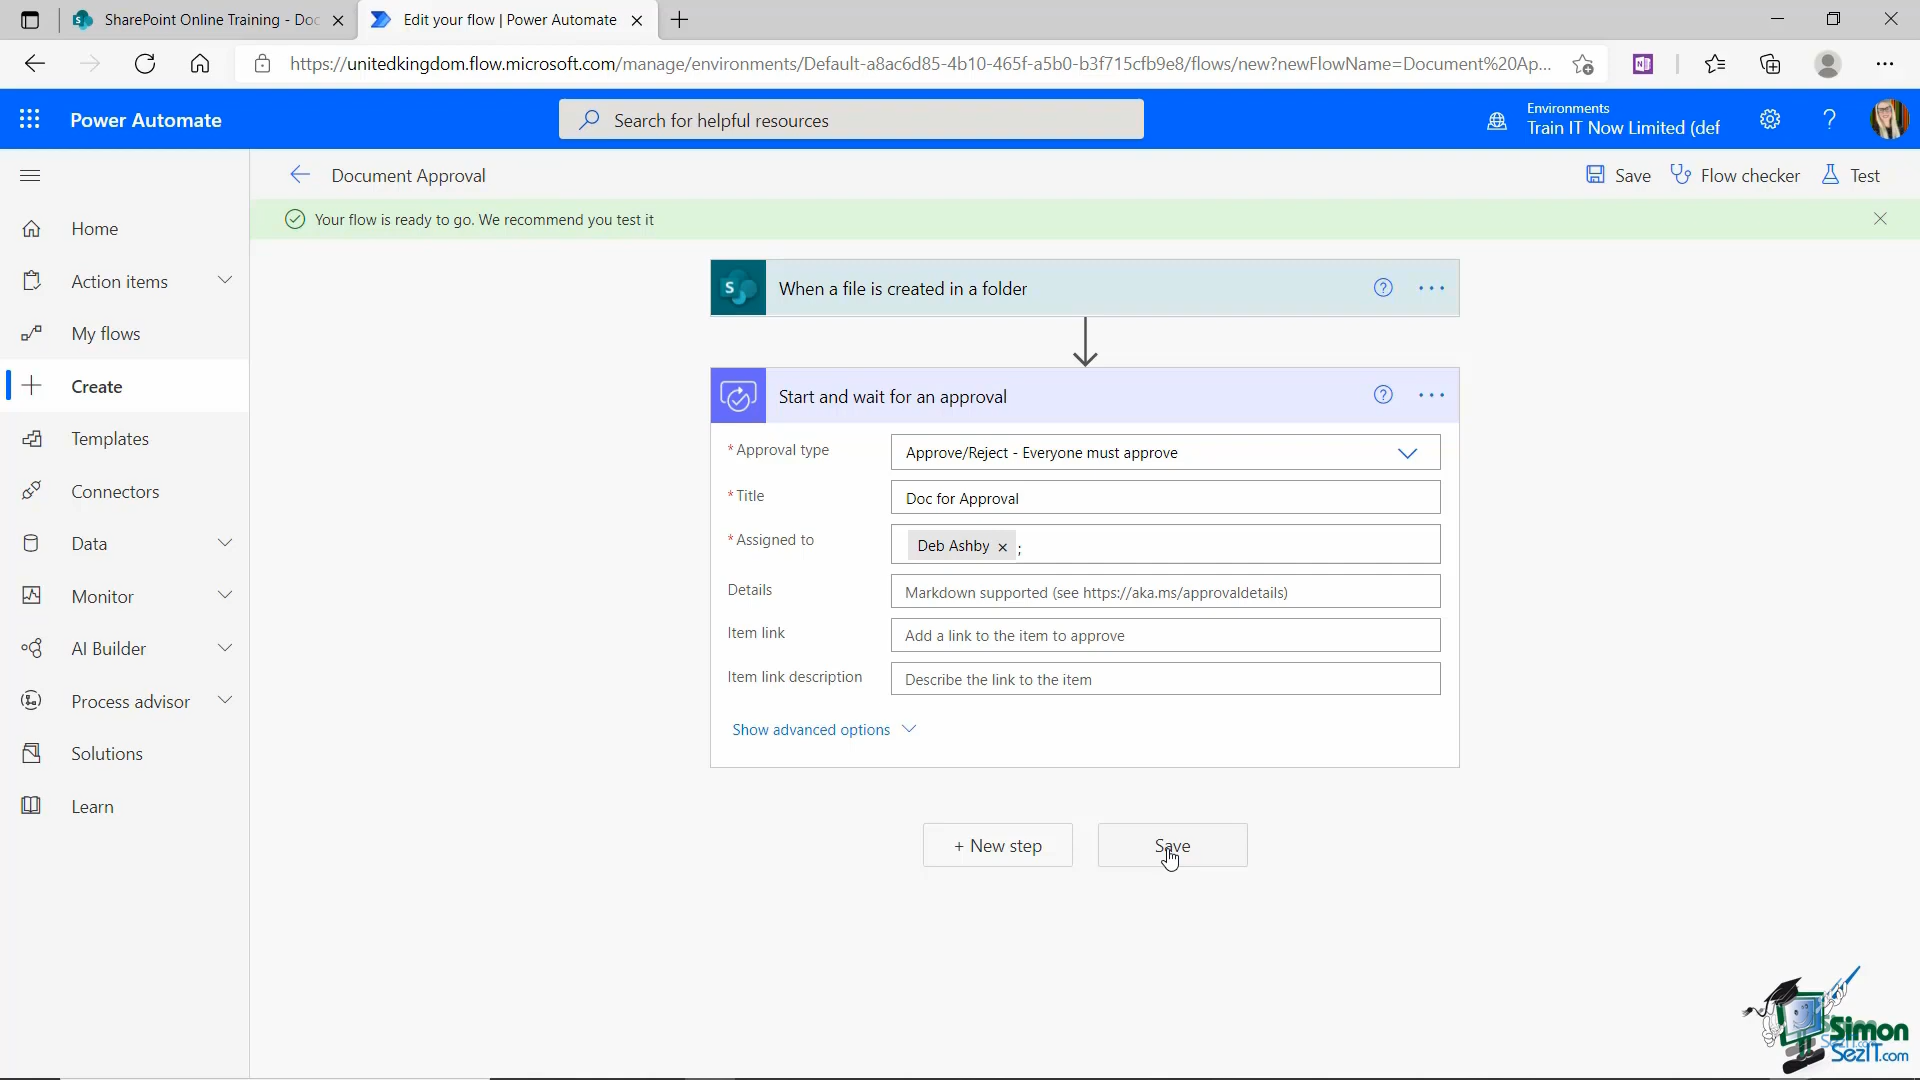 SharePoint Online Training - Doc
Edit your flow | Power Automate
https://unitedkingdom.flow.microsoft.com/manage/environments/Default-a8ac6d85-4b10-465f-a5b0-b3f715cfb9e8/flows/new?newFlowName=Document%20Ap...
Power Automate
Search for helpful resources
Environments
Train IT Now Limited (def
Document Approval
Save
Flow checker
Test
Your flow is ready to go. We recommend you test it
Home
Action items
My flows
Create
Templates
Connectors
Data
Monitor
AI Builder
Process advisor
Solutions
Learn
S
When a file is created in a folder
Start and wait for an approval
* Approval type
Approve/Reject - Everyone must approve
* Title
Doc for Approval
* Assigned to
Deb Ashby × ;
Details
Markdown supported (see https://aka.ms/approvaldetails)
Item link
Add a link to the item to approve
Item link description
Describe the link to the item
Show advanced options
+ New step
Save
Simon
SezIT.com